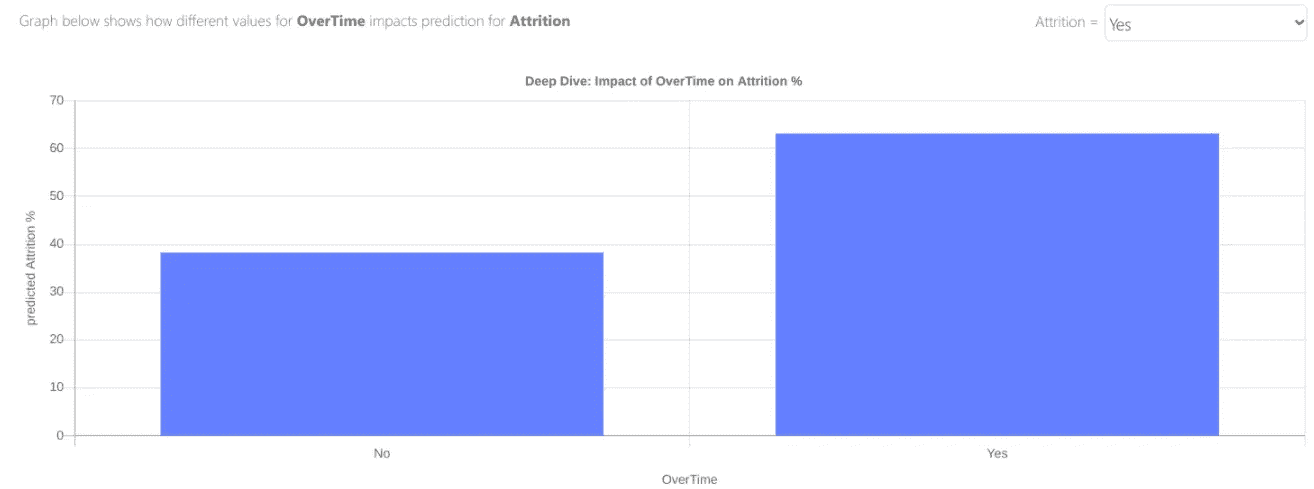 Graph below shows how different values for OverTime impacts prediction for Attrition
Attrition =
Yes
Deep Dive: Impact of OverTime on Attrition %
70
60
50
40
30
20
10
0
predicted Attrition %
No
Yes
OverTime